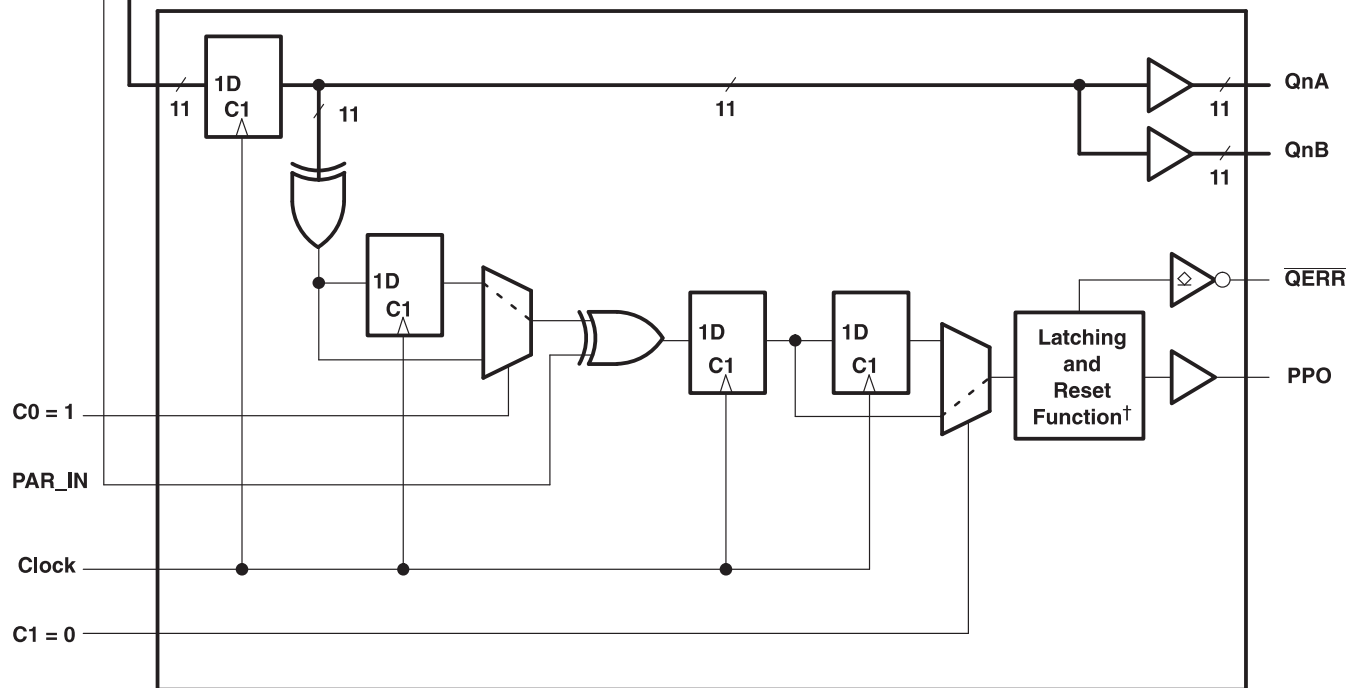 1D
C1
11
11
11
11
QnA
11
QnB
1D
C1
1D
C1
1D
C1
Latching
and
Reset
Function†
QERR
PPO
C0 = 1
PAR_IN
Clock
C1 = 0